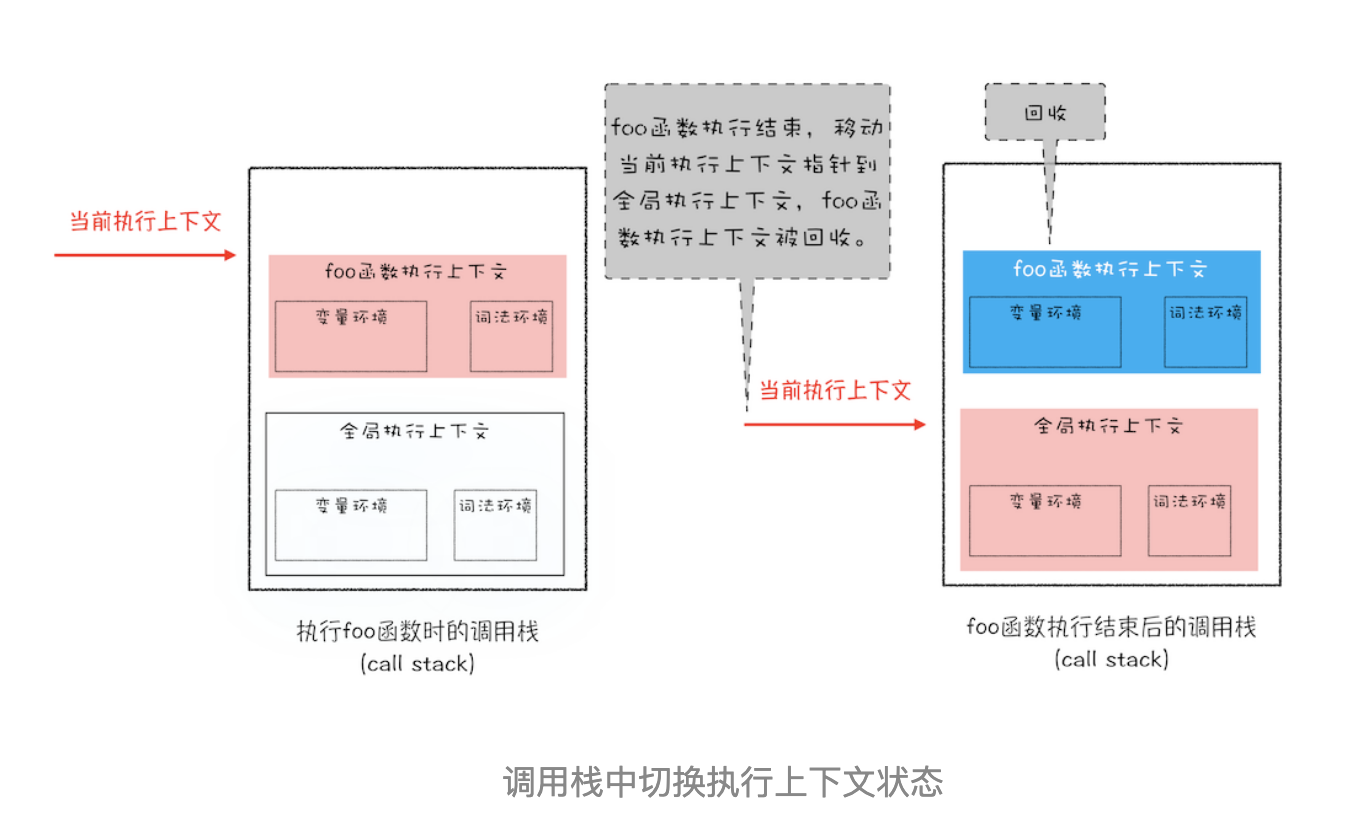 当前执行上下文
foo函数执行上下文
变量环境
词法环境
全局执行上下文
变量环境
词法环境
执行foo函数时的调用栈
(call stack)
foo函数执行结束，移动
当前执行上下文指针到
全局执行上下文，foo函
数执行上下文被回收。
当前执行上下文
回收
foo函数执行上下文
变量环境
词法环境
全局执行上下文
变量环境
词法环境
foo函数执行结束后的调用栈
(call stack)
调用栈中切换执行上下文状态